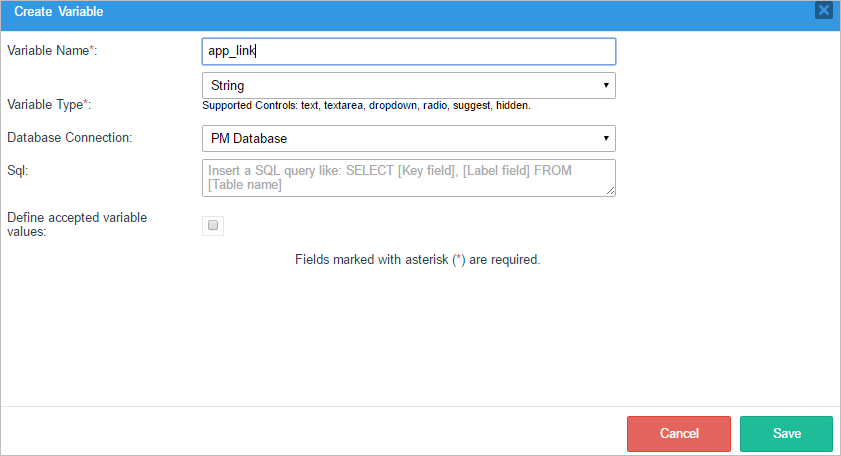 Create Variable
Variable Name*:
app_link
String
Variable Type*:
Supported Controls: text, textarea, dropdown, radio, suggest, hidden.
Database Connection:
PM Database
Sql:
Insert a SQL query like: SELECT [Key field], [Label field] FROM
[Table name]
Define accepted variable
values:
Fields marked with asterisk (*) are required.
Cancel
Save